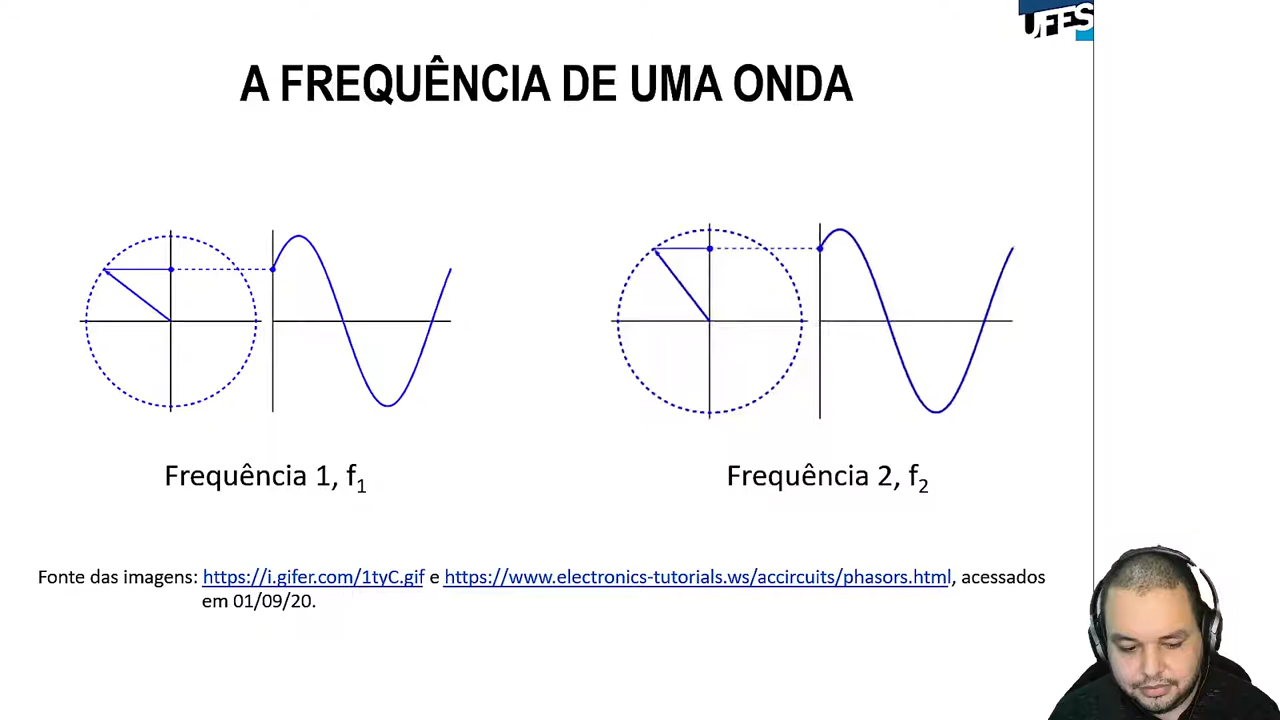 UFES
A FREQUÊNCIA DE UMA ONDA
Frequência 1, f₁
Frequência 2, f₂
Fonte das imagens: https://i.gifer.com/1tyC.gif e https://www.electronics-tutorials.ws/accircuits/phasors.html, acessados
em 01/09/20.